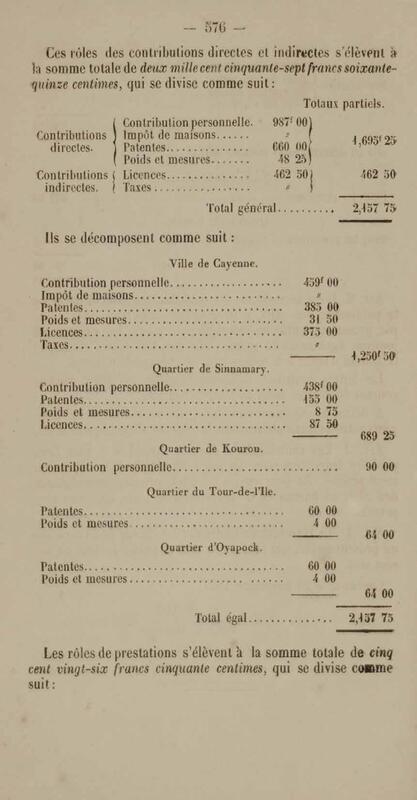 — 576 —
Ces rôles des contributions directes et indirectes s'élèvent à
la somme totale de deux mille cent cinquante-sept francs soixante-
quinze centimes, qui se divise comme suit :
Totaux partiels.
Contributions directes. { Contribution personnelle. 987f 00
Impôt de maisons...... "
Patentes............... 660 00
Poids et mesures....... 48 25 } 1,695f 25
Contributions indirectes. { Licences............... 462 50
Taxes................. " } 462 50
Total général.......... 2,157 75
Ils se décomposent comme suit :
Ville de Cayenne.
Contribution personnelle.................... 459f 00
Impôt de maisons.......................... "
Patentes.................................. 385 00
Poids et mesures........................... 31 50
Licences.................................. 375 00
Taxes..................................... "
1,250f 50
Quartier de Sinnamary.
Contribution personnelle.................... 438f 00
Patentes.................................. 155 00
Poids et mesures........................... 8 75
Licences.................................. 87 50
689 25
Quartier de Kourou.
Contribution personnelle............................. 90 00
Quartier du Tour-de-l'Ile.
Patentes.................................. 60 00
Poids et mesures........................... 4 00
64 00
Quartier d'Oyapock.
Patentes.................................. 60 00
Poids et mesures........................... 4 00
64 00
Total égal............... 2,157 75
Les rôles de prestations s'élèvent à la somme totale de cinq
cent vingt-six francs cinquante centimes, qui se divise comme
suit :